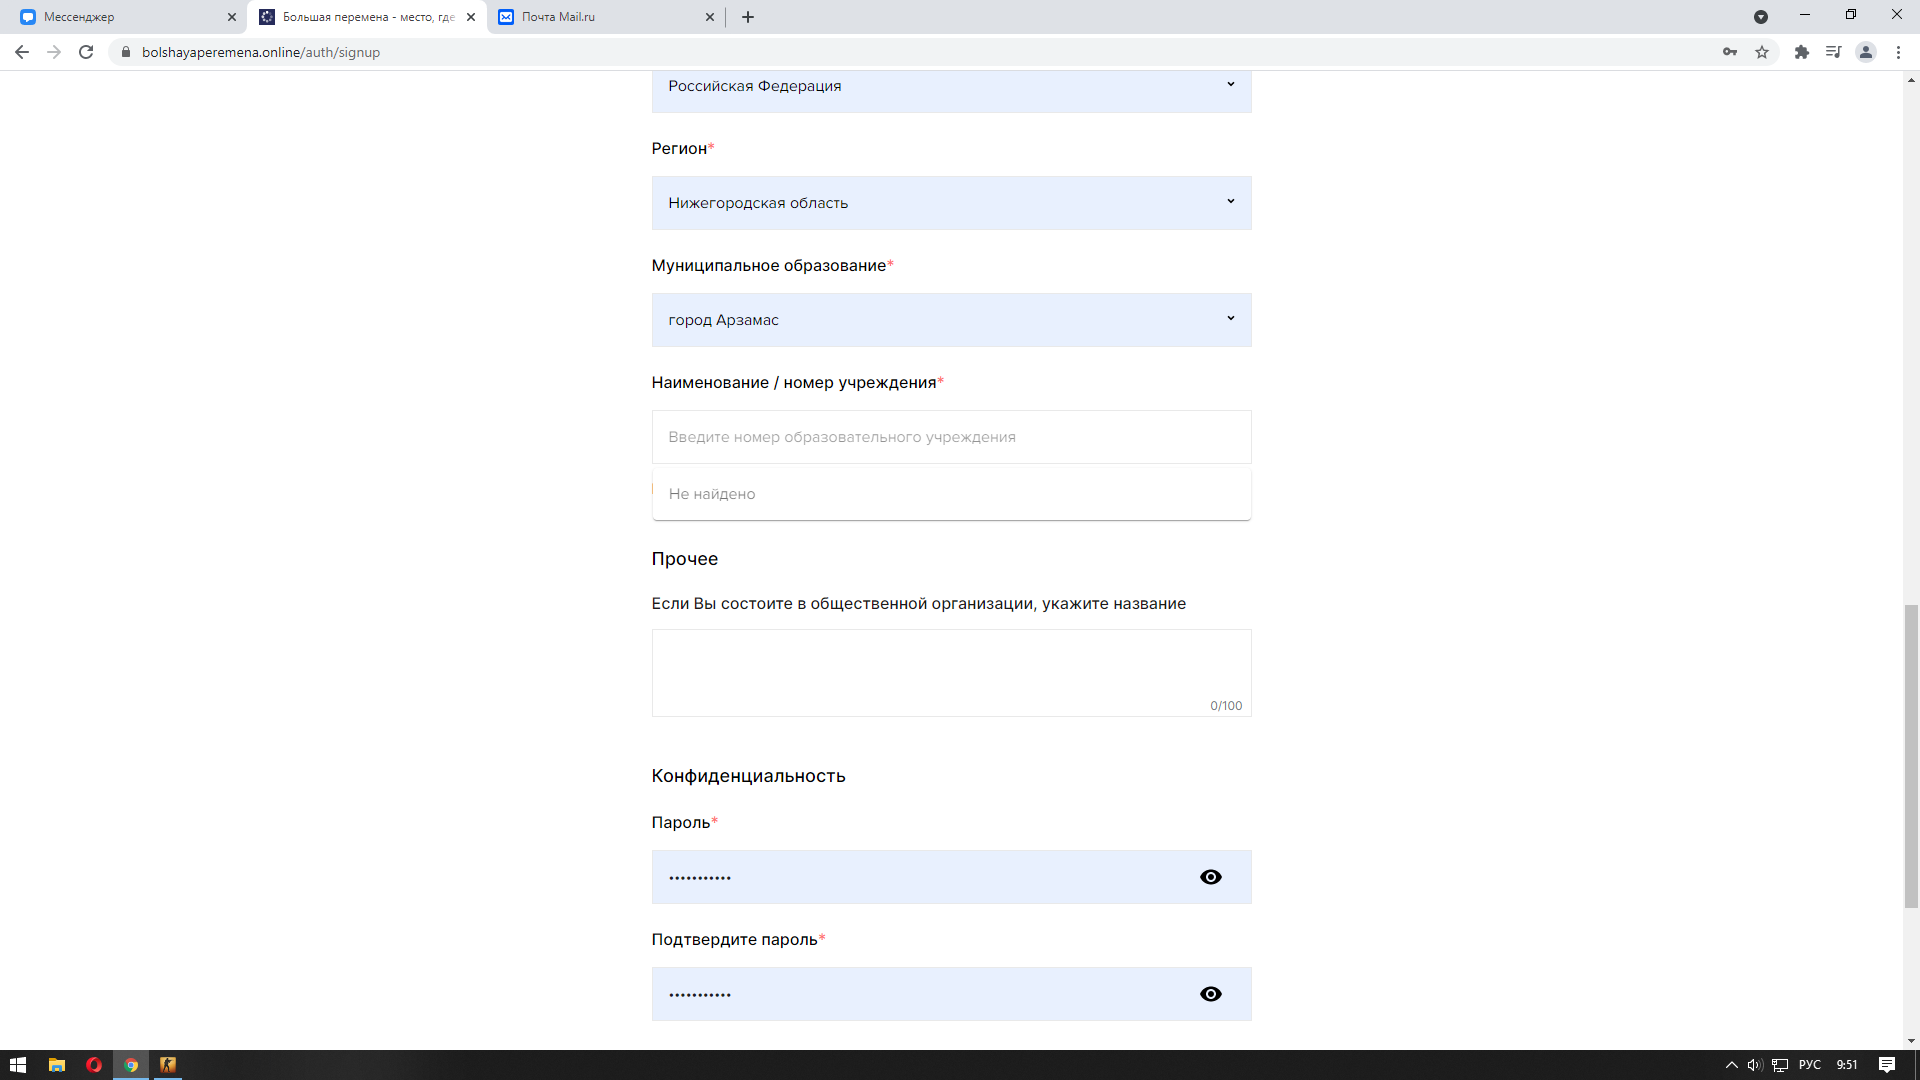 Мессенджер
Большая перемена - место, где
Почта Mail.ru
bolshayaperemena.online/auth/signup
Российская Федерация
Регион*
Нижегородская область
Муниципальное образование*
город Арзамас
Наименование / номер учреждения*
Введите номер образовательного учреждения
Не найдено
Прочее
Если Вы состоите в общественной организации, укажите название
0/100
Конфиденциальность
Пароль*
•••••••••••
Подтвердите пароль*
•••••••••••
РУС
9:51